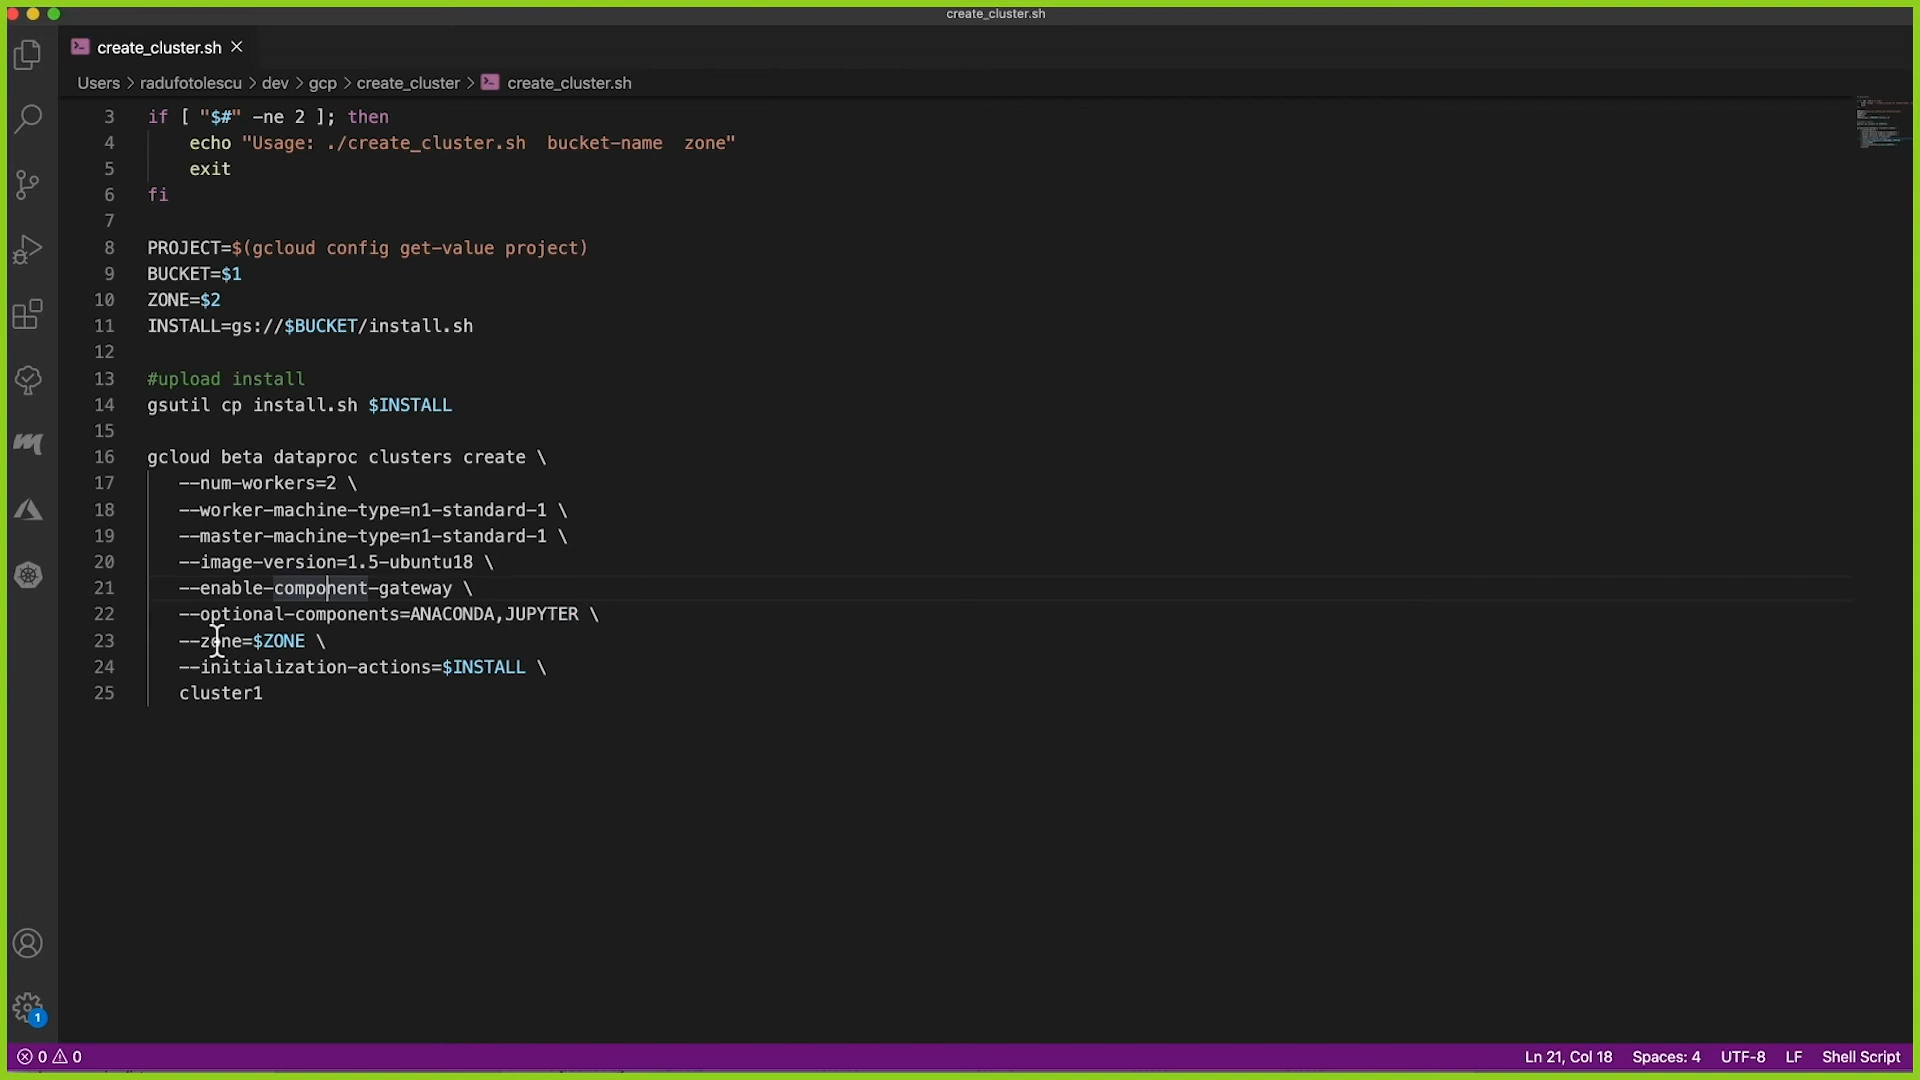 create_cluster.sh
create_cluster.sh
Users > radufotolescu > dev > gcp > create_cluster > create_cluster.sh
3 if [ "$#" -ne 2 ]; then
4 echo "Usage: ./create_cluster.sh  bucket-name  zone"
5 exit
6 fi
7
8 PROJECT=$(gcloud config get-value project)
9 BUCKET=$1
10 ZONE=$2
11 INSTALL=gs://$BUCKET/install.sh
12
13 #upload install
14 gsutil cp install.sh $INSTALL
15
16 gcloud beta dataproc clusters create \
17 --num-workers=2 \
18 --worker-machine-type=n1-standard-1 \
19 --master-machine-type=n1-standard-1 \
20 --image-version=1.5-ubuntu18 \
21 --enable-component-gateway \
22 --optional-components=ANACONDA,JUPYTER \
23 --zone=$ZONE \
24 --initialization-actions=$INSTALL \
25 cluster1
1
0 0 Ln 21, Col 18 Spaces: 4 UTF-8 LF Shell Script